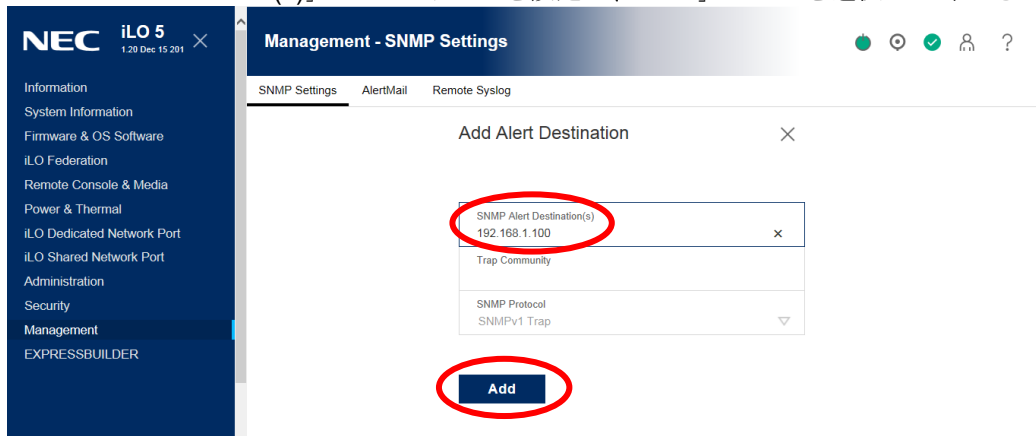 NEC iLO 5
1.20 Dec 15 201
Management - SNMP Settings
?
Information
System Information
Firmware & OS Software
iLO Federation
Remote Console & Media
Power & Thermal
iLO Dedicated Network Port
iLO Shared Network Port
Administration
Security
Management
EXPRESSBUILDER
SNMP Settings AlertMail Remote Syslog
Add Alert Destination
SNMP Alert Destination(s)
192.168.1.100
Trap Community
SNMP Protocol
SNMPv1 Trap
Add